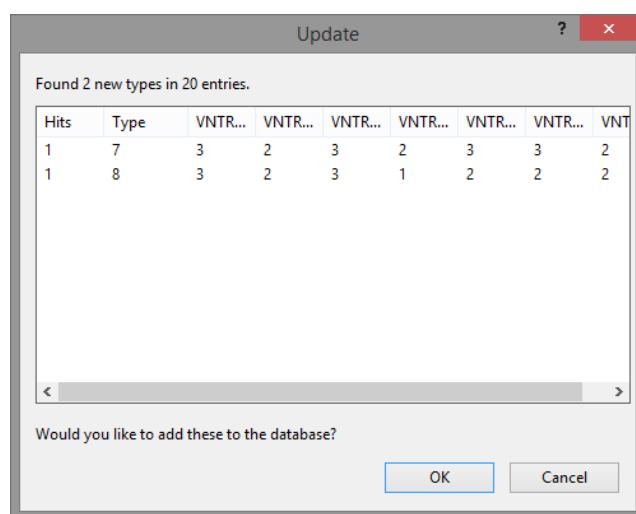 Update
?
Found 2 new types in 20 entries.
Hits Type VNTR... VNTR... VNTR... VNTR... VNTR... VNTR... VNT
1 7 3 2 3 2 3 3 2
1 8 3 2 3 1 2 2 2
Would you like to add these to the database?
OK Cancel